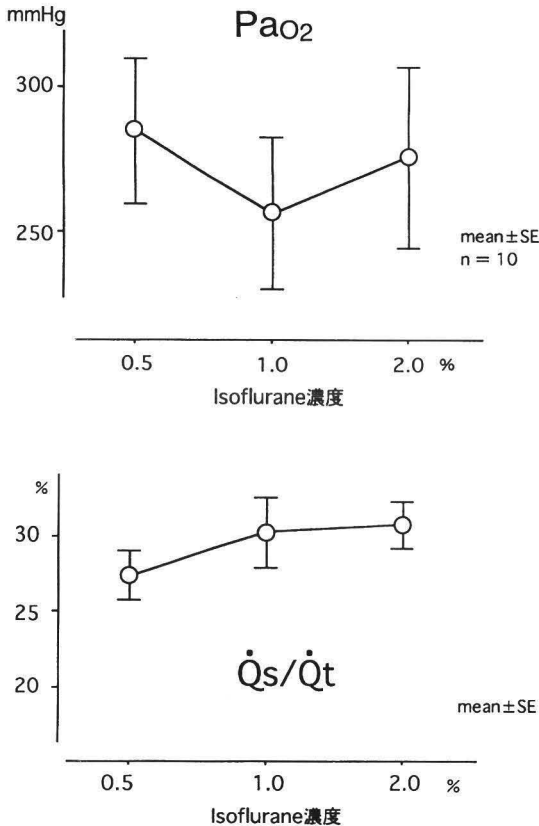 mmHg
PaO2
300
250
mean±SE
n = 10
0.5 1.0 2.0 %
Isoflurane濃度
%
30
25
20
Q̇s/Q̇t
mean±SE
0.5 1.0 2.0 %
Isoflurane濃度